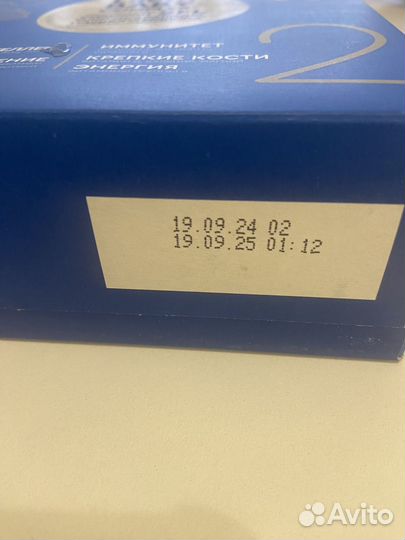 ИММУНИТЕТ
КРЕПКИЕ КОСТИ
ЭНЕРГИЯ
2
19.09.24 02
19.09.25 01:12
Avito